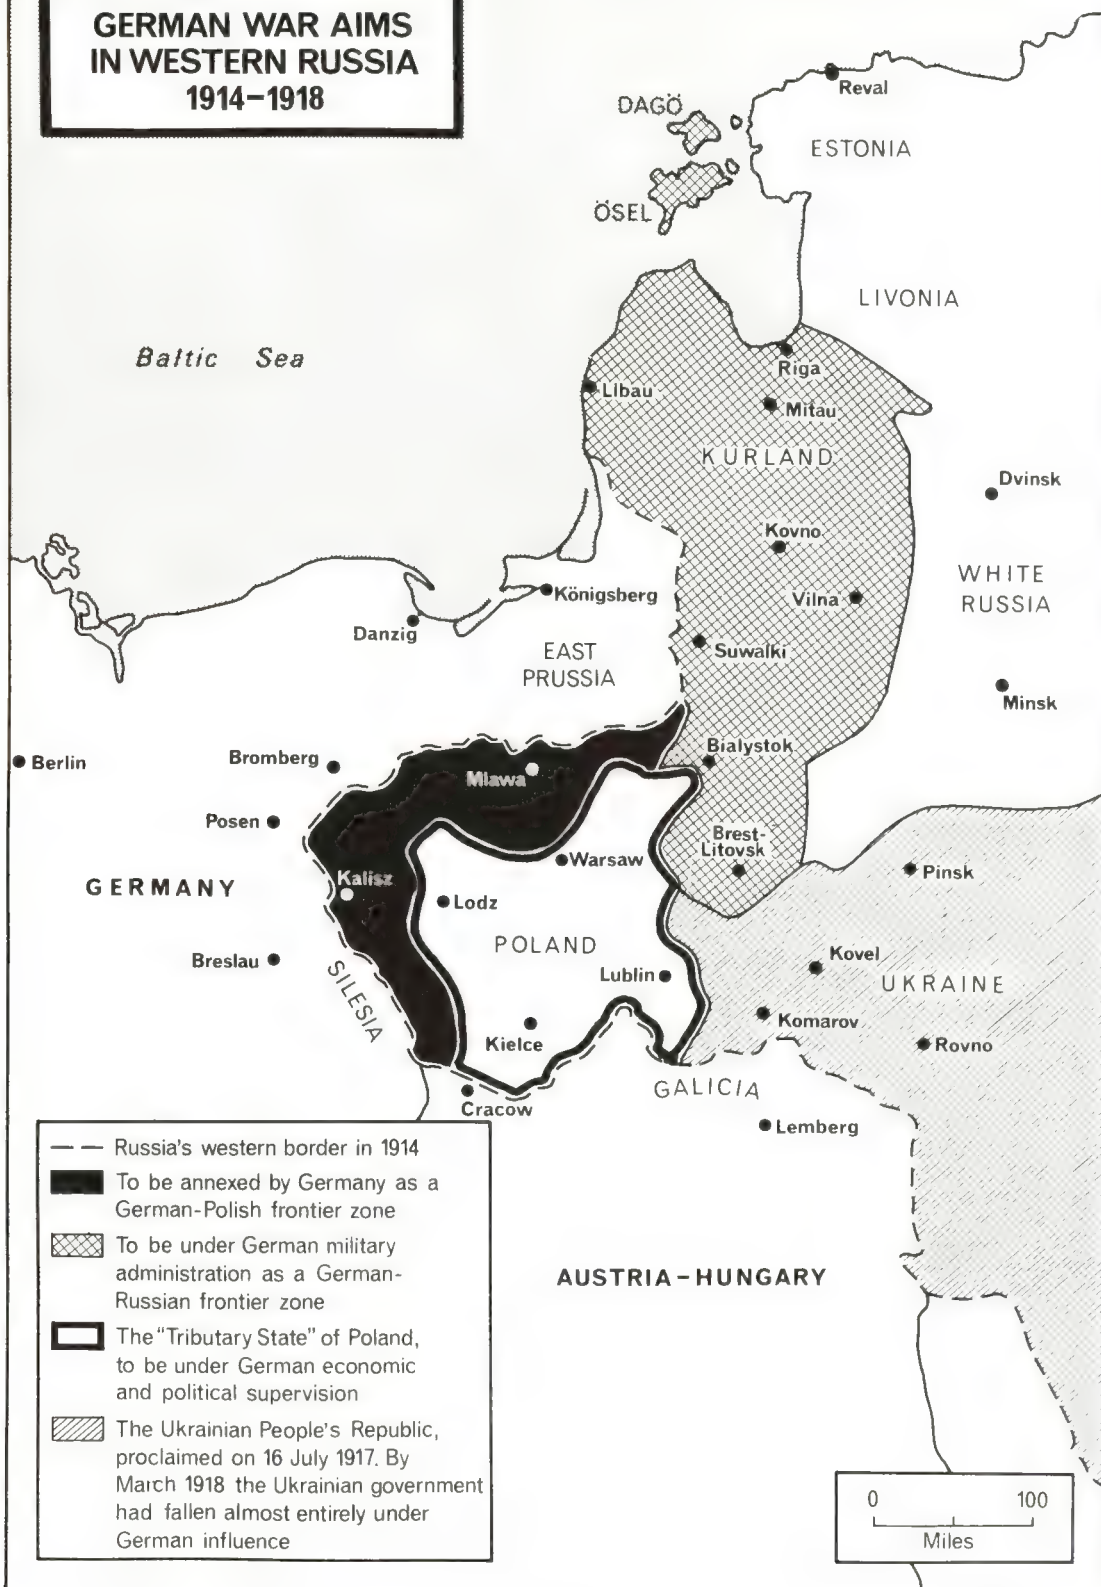 GERMAN WAR AIMS
IN WESTERN RUSSIA
1914–1918
Reval
DAGÖ
ESTONIA
ÖSEL
LIVONIA
Baltic Sea
Riga
Libau
Mitau
KURLAND
Dvinsk
Kovno
WHITE
RUSSIA
Vilna
Königsberg
Danzig
EAST
PRUSSIA
Suwalki
Minsk
Berlin
Bromberg
Mlawa
Bialystok
Posen
Warsaw
Brest-
Litovsk
Pinsk
GERMANY
Kalisz
Lodz
POLAND
Breslau
SILESIA
Lublin
Kovel
UKRAINE
Kielce
Komarov
Rovno
GALICIA
Cracow
Lemberg
Russia's western border in 1914
To be annexed by Germany as a
German-Polish frontier zone
To be under German military
administration as a German-
Russian frontier zone
The "Tributary State" of Poland,
to be under German economic
and political supervision
The Ukrainian People's Republic,
proclaimed on 16 July 1917. By
March 1918 the Ukrainian government
had fallen almost entirely under
German influence
AUSTRIA–HUNGARY
0 100
Miles